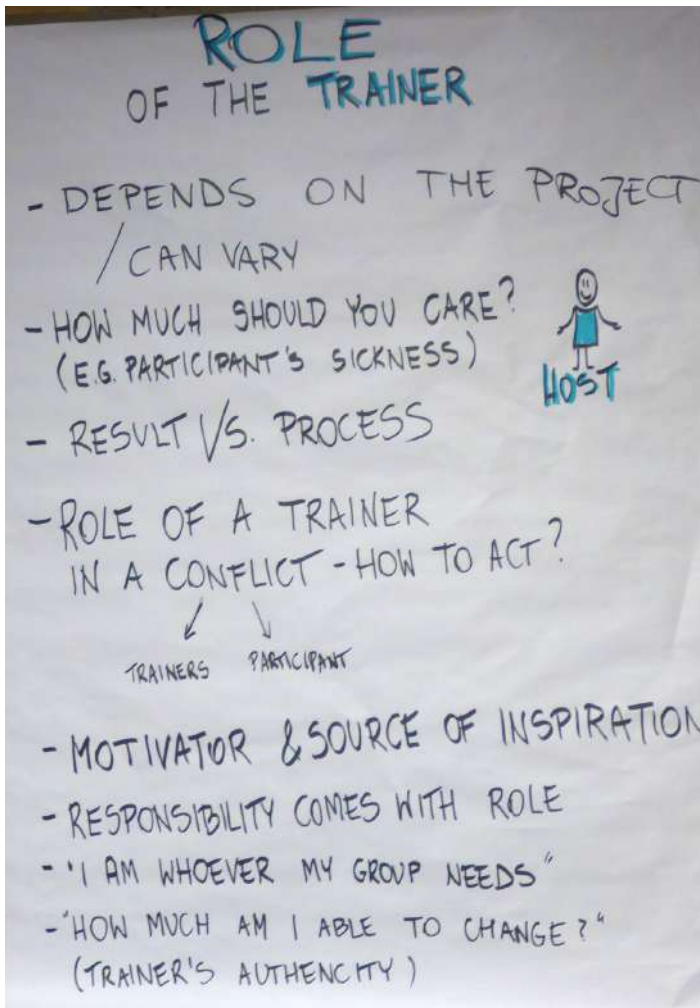 ROLE
OF THE TRAINER
- DEPENDS ON THE PROJECT
/ CAN VARY
- HOW MUCH SHOULD YOU CARE?
(E.G. PARTICIPANT'S SICKNESS)
HOST
- RESULT VS. PROCESS
- ROLE OF A TRAINER
IN A CONFLICT - HOW TO ACT?
TRAINERS PARTICIPANT
- MOTIVATOR & SOURCE OF INSPIRATION
- RESPONSIBILITY COMES WITH ROLE
- "I AM WHOEVER MY GROUP NEEDS"
- "HOW MUCH AM I ABLE TO CHANGE?"
(TRAINER'S AUTHENCITY)